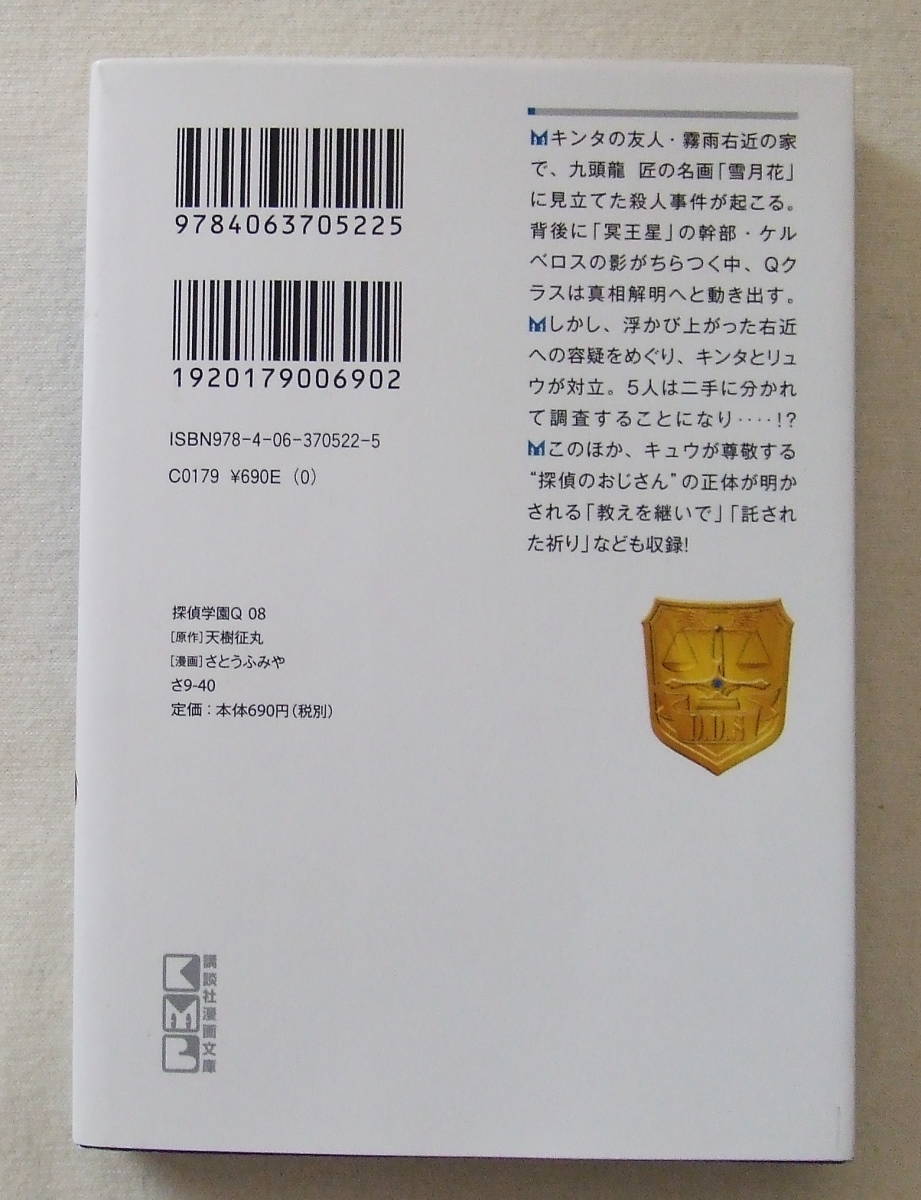 9784063705225
1920179006902
ISBN978-4-06-370522-5
C0179 ¥690E (0)
探偵学園Q 08
[原作]天樹征丸
[漫画]さとうふみや
さ9-40
定価:本体690円(税別)
キンタの友人・霧雨右近の家
で、九頭龍 匠の名画「雪月花」
に見立てた殺人事件が起こる。
背後に「冥王星」の幹部・ケル
ベロスの影がちらつく中、Qク
ラスは真相解明へと動き出す。
しかし、浮かび上がった右近
への容疑をめぐり、キンタとリュ
ウが対立。5人は二手に分かれ
て調査することになり‥‥!?
このほか、キュウが尊敬する
“探偵のおじさん”の正体が明か
される「教えを継いで」「託され
た祈り」なども収録!
D.D.S
KMB
講談社漫画文庫